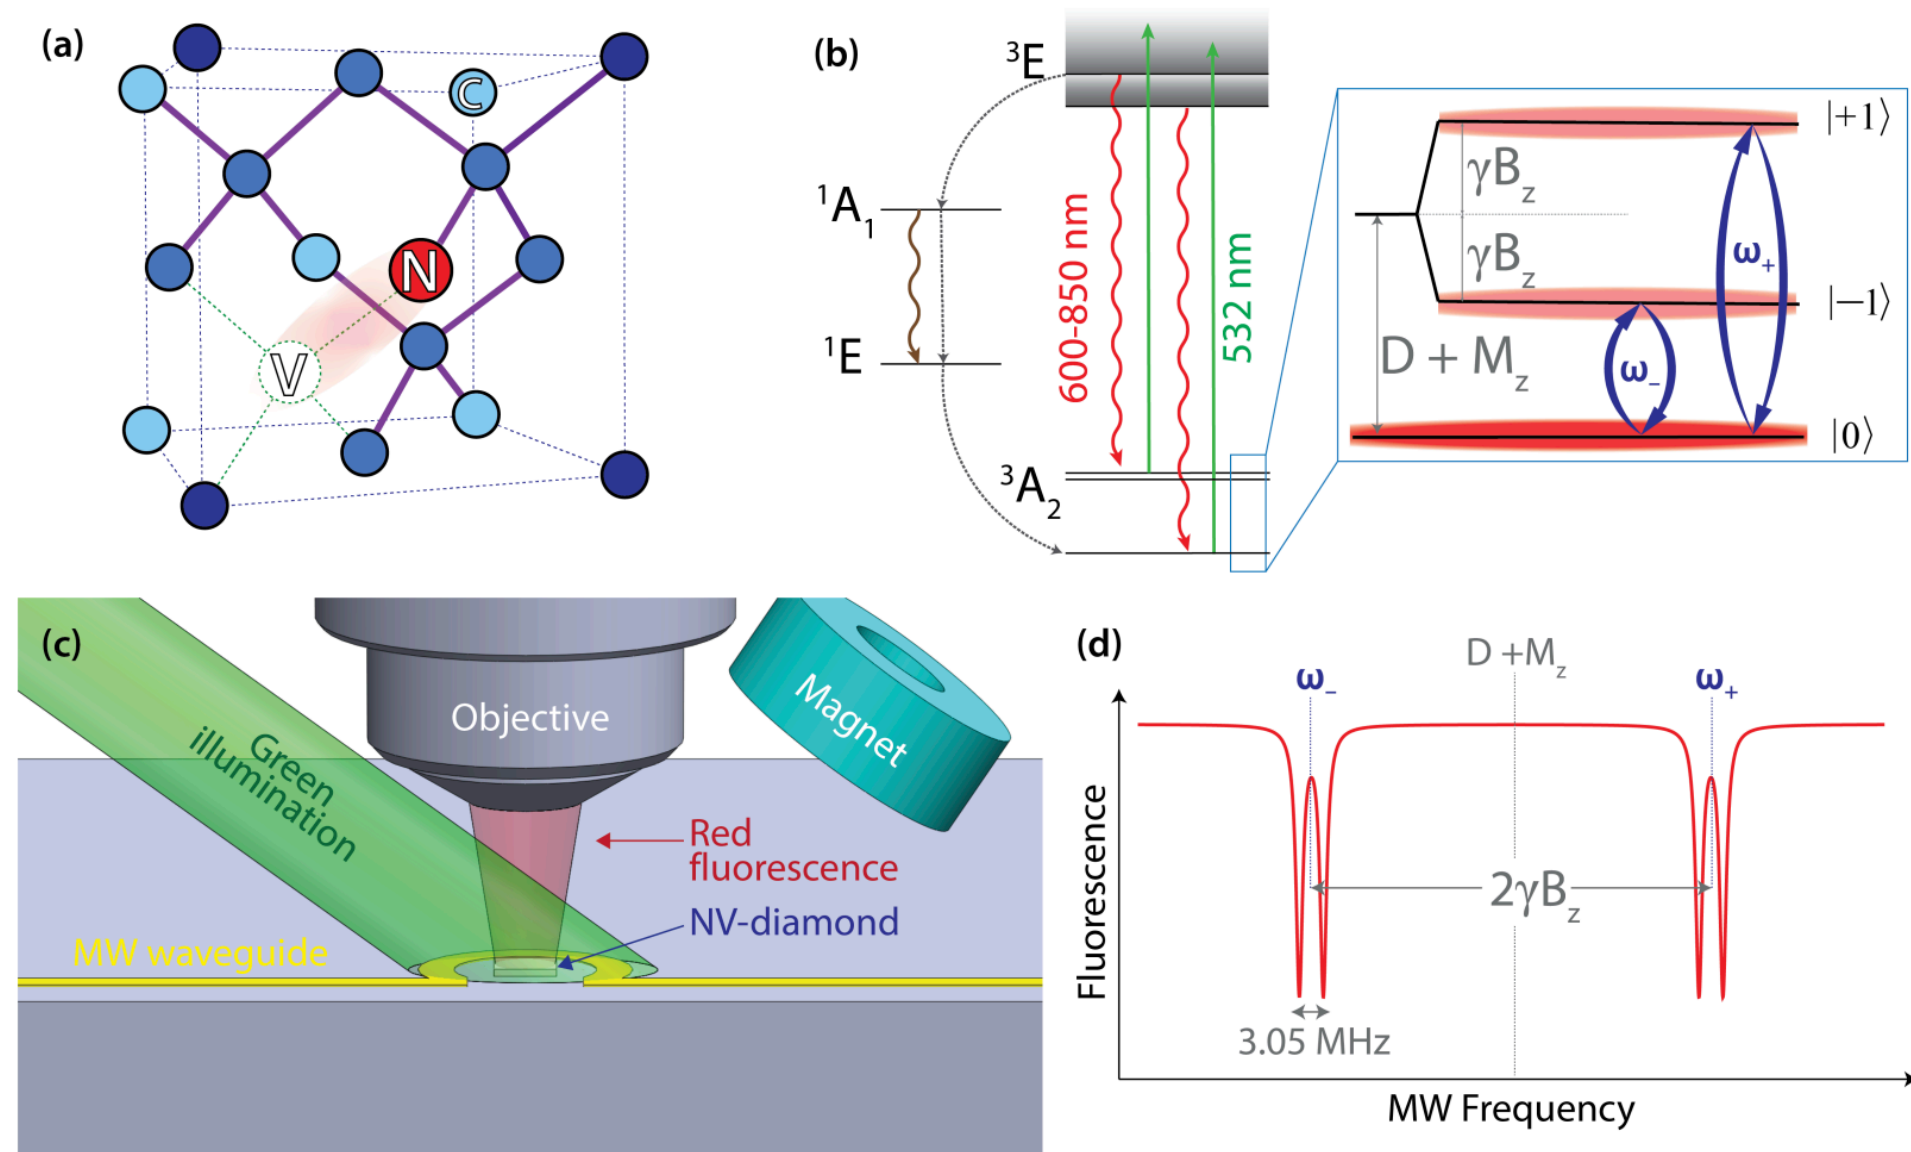 (a)
C
N
V
(b)
³E
¹A₁
¹E
³A₂
600-850 nm
532 nm
|+1⟩
γB_z
γB_z
|−1⟩
D + M_z
ω₊
ω₋
|0⟩
(c)
Green
illumination
Objective
Magnet
Red
fluorescence
NV-diamond
MW waveguide
(d)
D +M_z
ω₋
ω₊
2γB_z
3.05 MHz
Fluorescence
MW Frequency